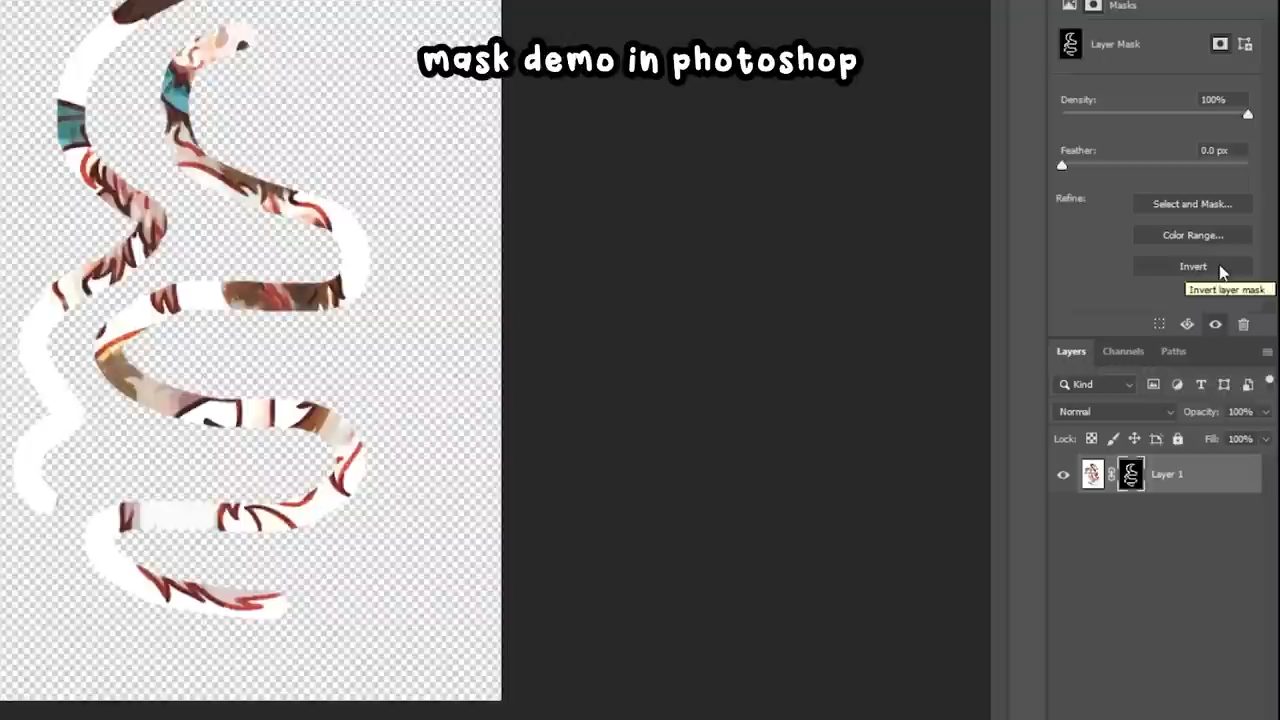 Masks
mask demo in photoshop
Layer Mask
Density: 100%
Feather: 0.0 px
Refine: Select and Mask...
Color Range...
Invert
Invert layer mask
Layers Channels Paths
Kind
Normal Opacity: 100%
Lock: Fill: 100%
Layer 1